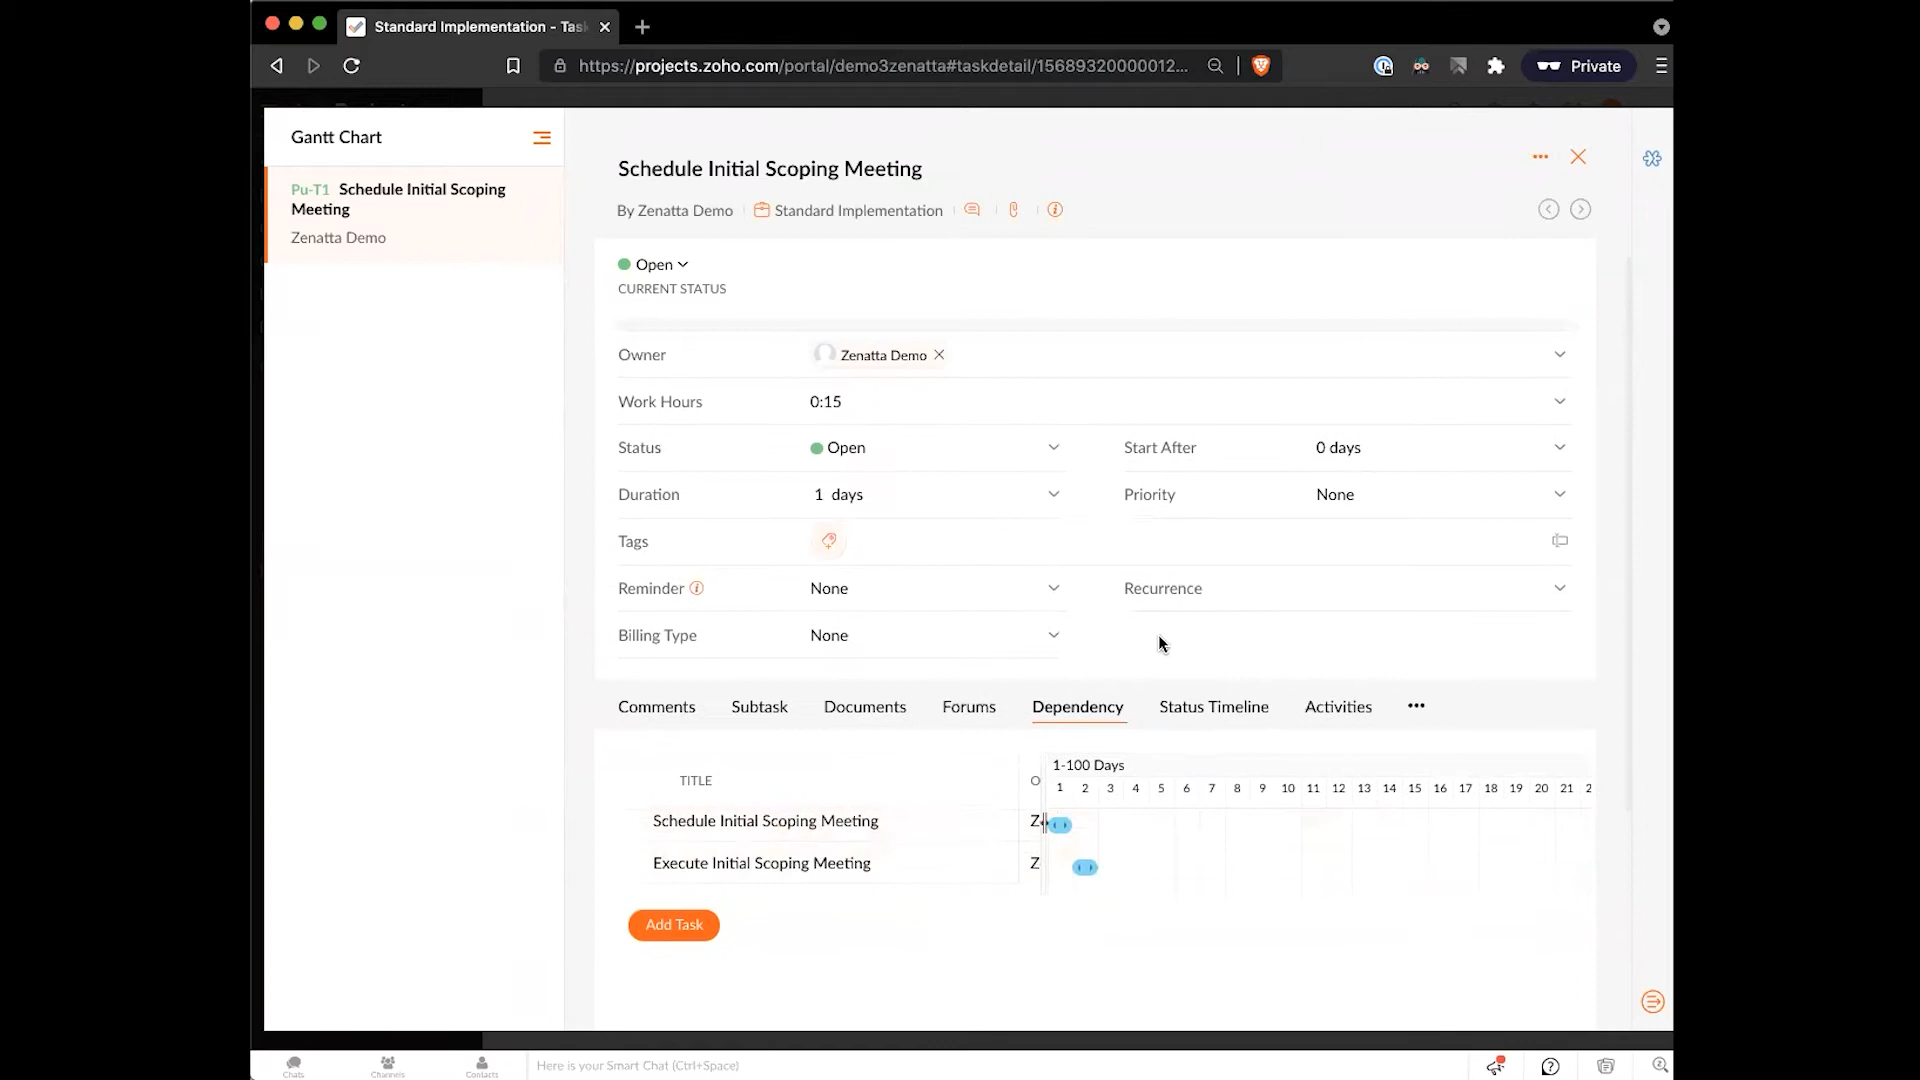 Standard Implementation - Tas
https://projects.zoho.com/portal/demo3zenatta#taskdetail/15689320000012...
Private
Gantt Chart
Pu-T1 Schedule Initial Scoping
Meeting
Zenatta Demo
Schedule Initial Scoping Meeting
By Zenatta Demo
Standard Implementation
Open
CURRENT STATUS
Owner
Zenatta Demo
Work Hours
0:15
Status
Open
Start After
0 days
Duration
1 days
Priority
None
Tags
Reminder
None
Recurrence
Billing Type
None
Comments
Subtask
Documents
Forums
Dependency
Status Timeline
Activities
TITLE
O
1-100 Days
1 2 3 4 5 6 7 8 9 10 11 12 13 14 15 16 17 18 19 20 21 2
Schedule Initial Scoping Meeting
Z
Execute Initial Scoping Meeting
Z
Add Task
Chats
Channels
Contacts
Here is your Smart Chat (Ctrl+Space)